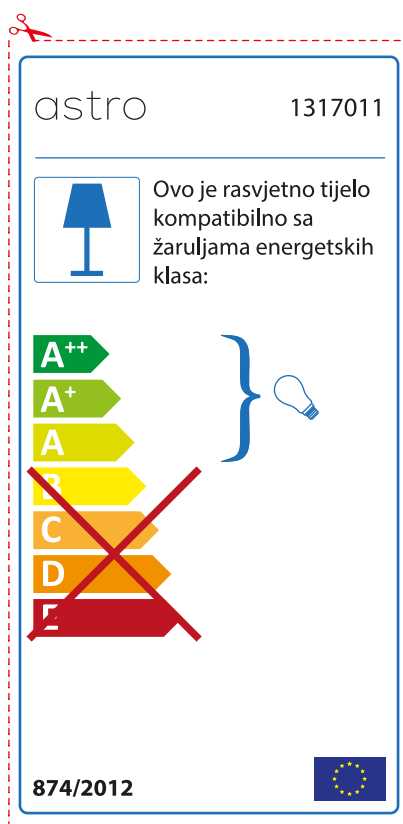 astro
1317011
Ovo je rasvjetno tijelo
kompatibilno sa
žaruljama energetskih
klasa:
A++
A+
A
B
C
D
E
874/2012